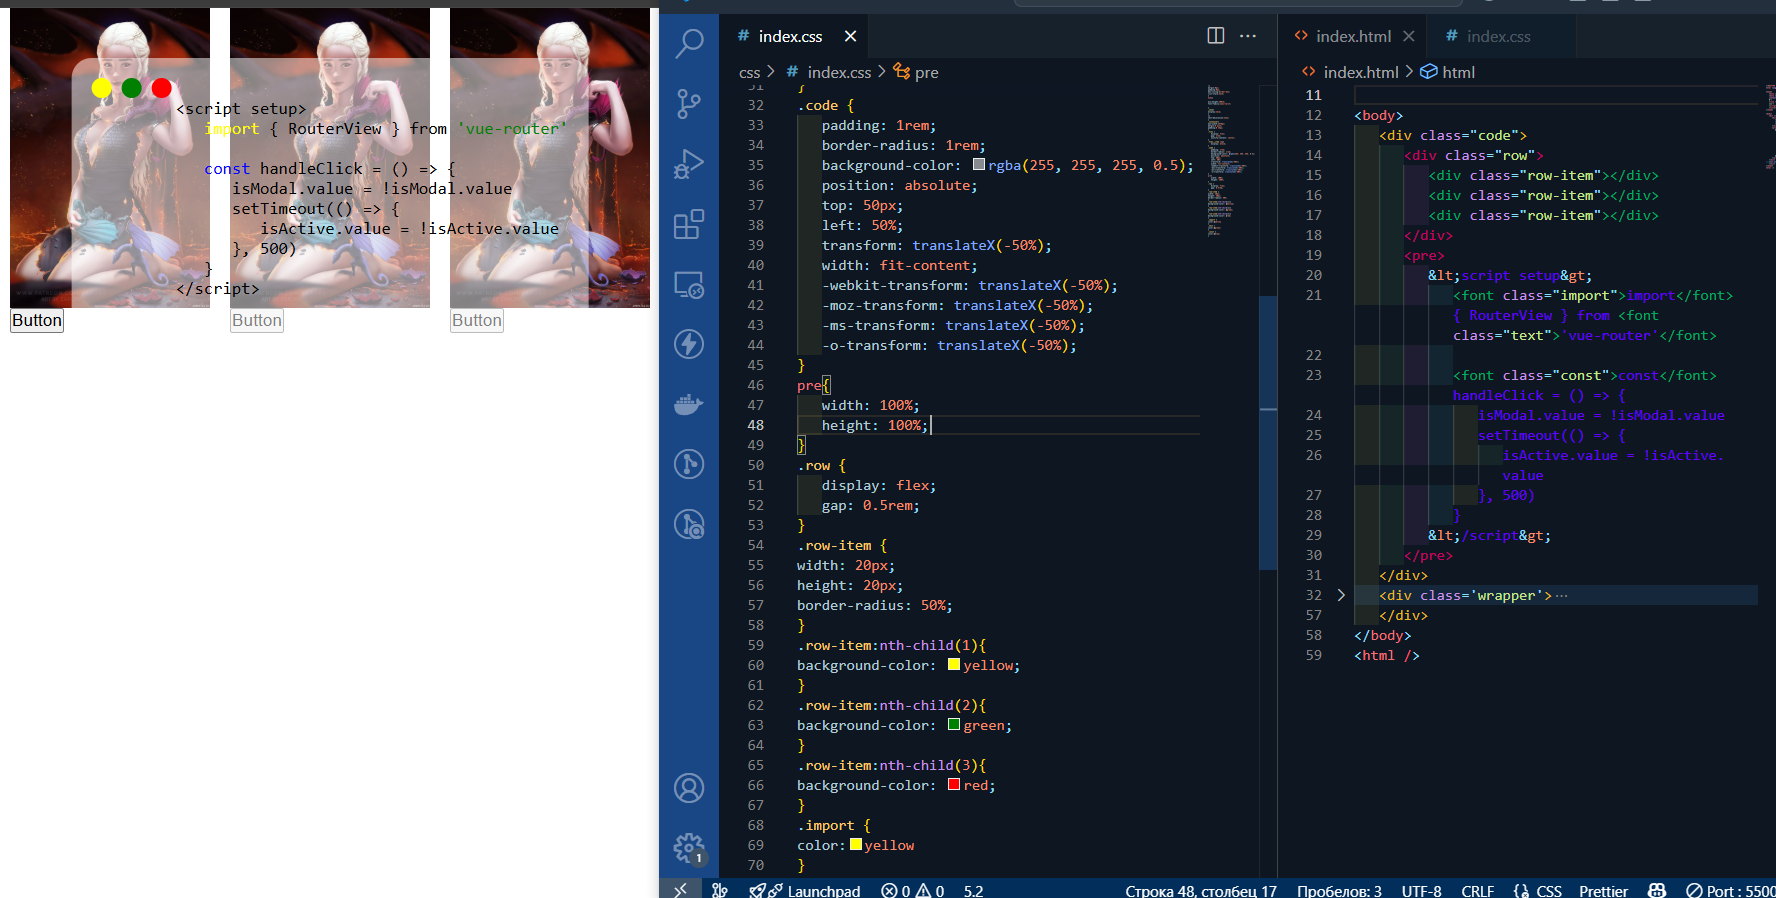 <script setup>
import { RouterView } from 'vue-router'
const handleClick = () => {
isModal.value = !isModal.value
setTimeout(() => {
isActive.value = !isActive.value
}, 500)
}
</script>
Button
Button
Button
1
# index.css
css > # index.css > pre
31 }
32 .code {
33 padding: 1rem;
34 border-radius: 1rem;
35 background-color: rgba(255, 255, 255, 0.5);
36 position: absolute;
37 top: 50px;
38 left: 50%;
39 transform: translateX(-50%);
40 width: fit-content;
41 -webkit-transform: translateX(-50%);
42 -moz-transform: translateX(-50%);
43 -ms-transform: translateX(-50%);
44 -o-transform: translateX(-50%);
45 }
46 pre{
47 width: 100%;
48 height: 100%;
49 }
50 .row {
51 display: flex;
52 gap: 0.5rem;
53 }
54 .row-item {
55 width: 20px;
56 height: 20px;
57 border-radius: 50%;
58 }
59 .row-item:nth-child(1){
60 background-color: yellow;
61 }
62 .row-item:nth-child(2){
63 background-color: green;
64 }
65 .row-item:nth-child(3){
66 background-color: red;
67 }
68 .import {
69 color: yellow
70 }
<> index.html
# index.css
<> index.html > html
11
12 <body>
13 <div class="code">
14 <div class="row">
15 <div class="row-item"></div>
16 <div class="row-item"></div>
17 <div class="row-item"></div>
18 </div>
19 <pre>
20 &lt;script setup&gt;
21 <font class="import">import</font>
{ RouterView } from <font
class="text">'vue-router'</font>
22
23 <font class="const">const</font>
handleClick = () => {
24 isModal.value = !isModal.value
25 setTimeout(() => {
26 isActive.value = !isActive.
value
27 }, 500)
28 }
29 &lt;/script&gt;
30 </pre>
31 </div>
32 <div class='wrapper'>…
57 </div>
58 </body>
59 <html />
Launchpad 0 0 5.2 Строка 48, столбец 17 Пробелов: 3 UTF-8 CRLF CSS Prettier Port : 5500